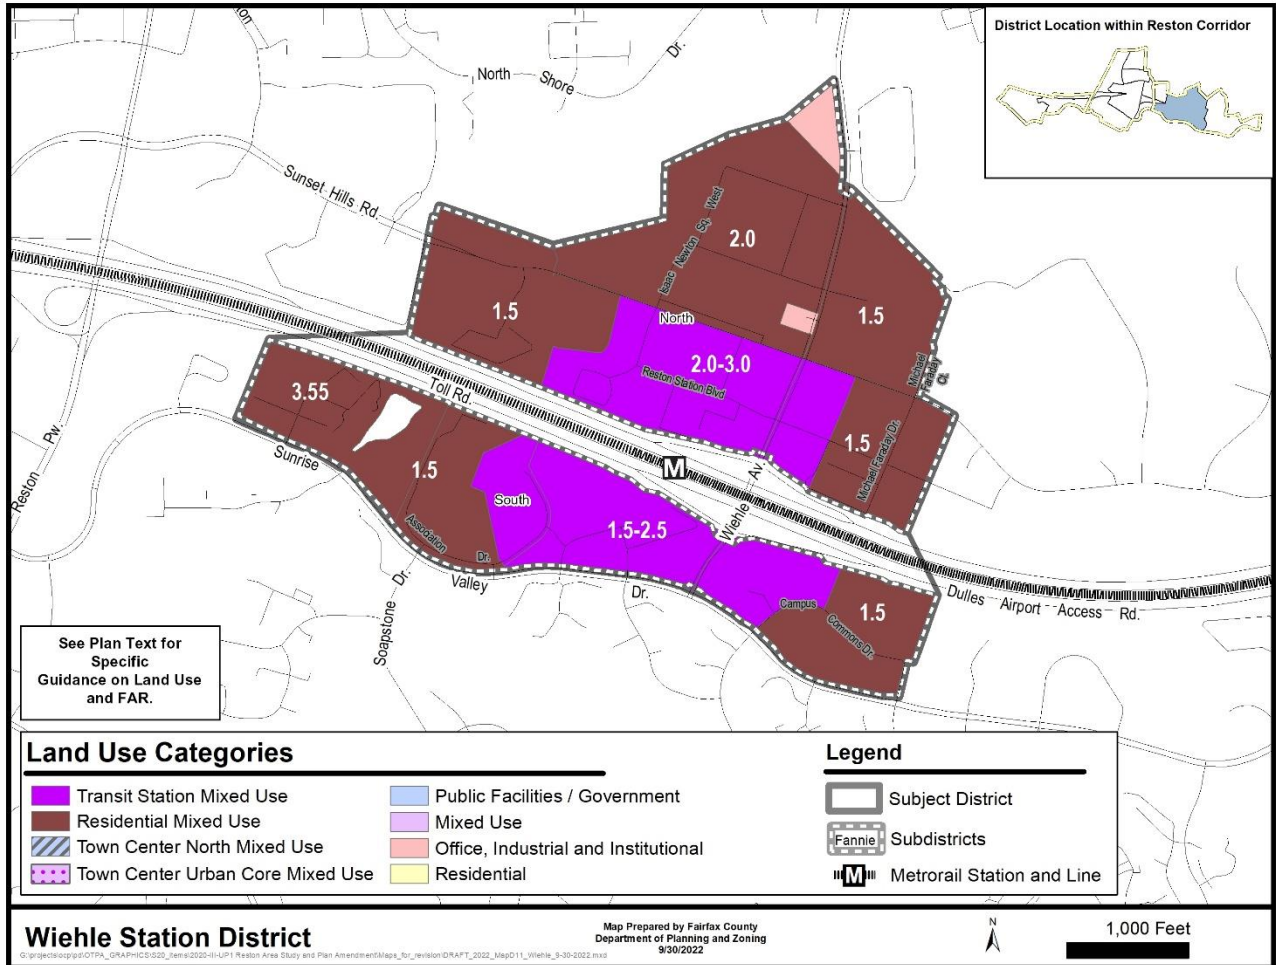 District Location within Reston Corridor
ton
North Shore Dr.
Sunset Hills Rd.
Isaac Newton Sq. West
2.0
1.5
North
1.5
2.0-3.0
Reston Station Blvd
Michael Faraday Ct.
3.55
Toll Rd.
1.5
Michael Faraday Dr.
Reston Pw.
Sunrise
1.5
M
Wiehle Av.
South
1.5-2.5
Association Dr.
Valley
Dr.
Soapstone Dr.
Campus Commons Dr.
1.5
Dulles Airport Access Rd.
See Plan Text for
Specific
Guidance on Land Use
and FAR.
Land Use Categories
Transit Station Mixed Use
Residential Mixed Use
Town Center North Mixed Use
Town Center Urban Core Mixed Use
Public Facilities / Government
Mixed Use
Office, Industrial and Institutional
Residential
Legend
Subject District
Fannie Subdistricts
M Metrorail Station and Line
Wiehle Station District
Map Prepared by Fairfax County
Department of Planning and Zoning
9/30/2022
N
1,000 Feet